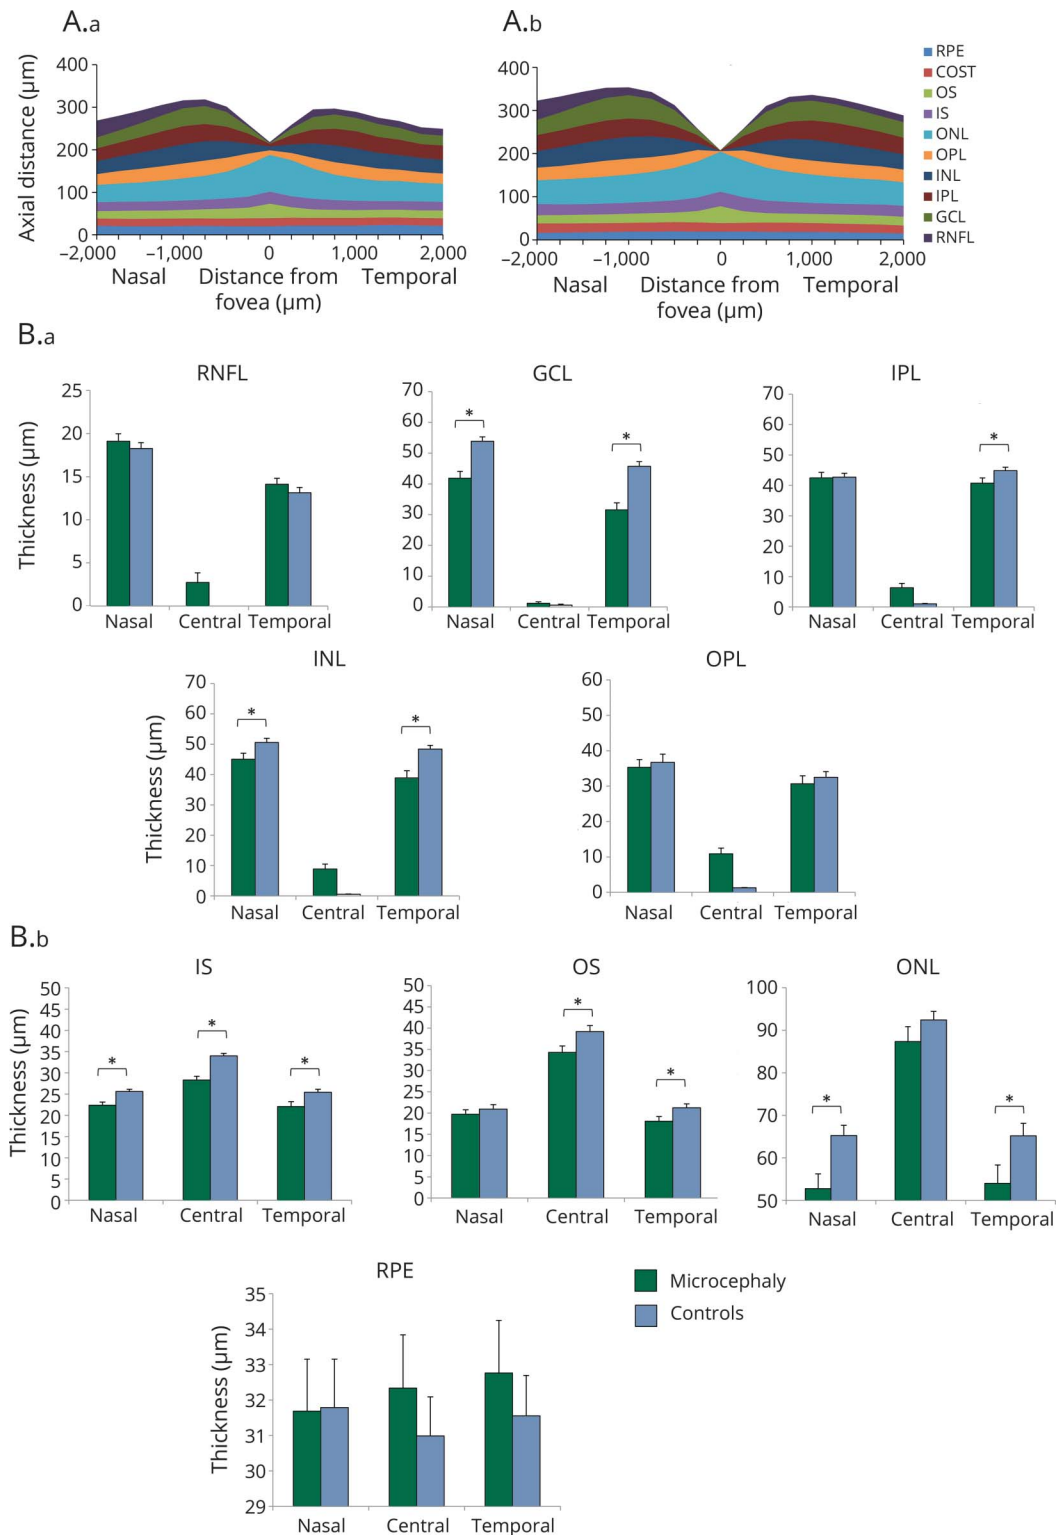 A.a
A.b
Axial distance (µm)
400
300
200
100
0
−2,000 −1,000 0 1,000 2,000
Nasal Distance from fovea (µm) Temporal
400
300
200
100
0
−2,000 −1,000 0 1,000 2,000
Nasal Distance from fovea (µm) Temporal
RPE
COST
OS
IS
ONL
OPL
INL
IPL
GCL
RNFL
B.a
RNFL
Thickness (µm)
25
20
15
10
5
0
Nasal Central Temporal
GCL
70
60
50
40
30
20
10
0
* *
Nasal Central Temporal
IPL
70
60
50
40
30
20
10
0
*
Nasal Central Temporal
INL
Thickness (µm)
70
60
50
40
30
20
10
0
* *
Nasal Central Temporal
OPL
60
50
40
30
20
10
0
Nasal Central Temporal
B.b
IS
Thickness (µm)
50
45
40
35
30
25
20
15
10
5
0
* * *
Nasal Central Temporal
OS
50
45
40
35
30
25
20
15
10
5
0
* *
Nasal Central Temporal
ONL
100
90
80
70
60
50
* *
Nasal Central Temporal
RPE
Thickness (µm)
35
34
33
32
31
30
29
Nasal Central Temporal
Microcephaly
Controls